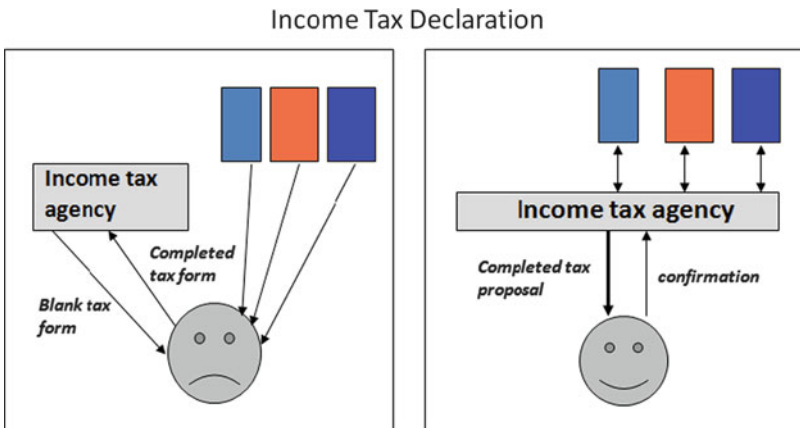 Income Tax Declaration
Income tax
agency
Completed
tax form
Blank tax
form
Income tax agency
Completed tax
proposal
confirmation